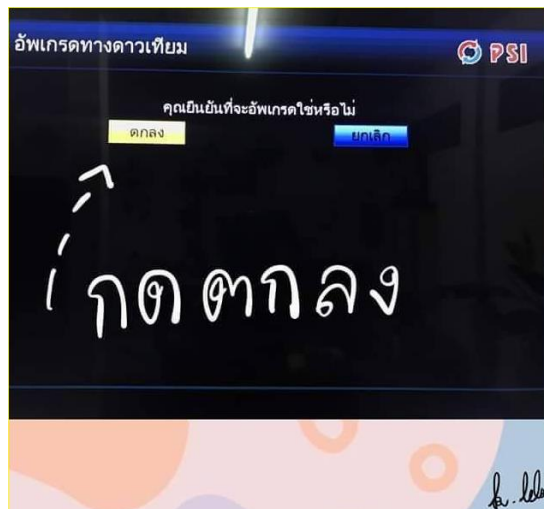 อัพเกรดทางดาวเทียม
PSI
คุณยืนยันที่จะอัพเกรดใช่หรือไม่
ตกลง ยกเลิก
กดตกลง